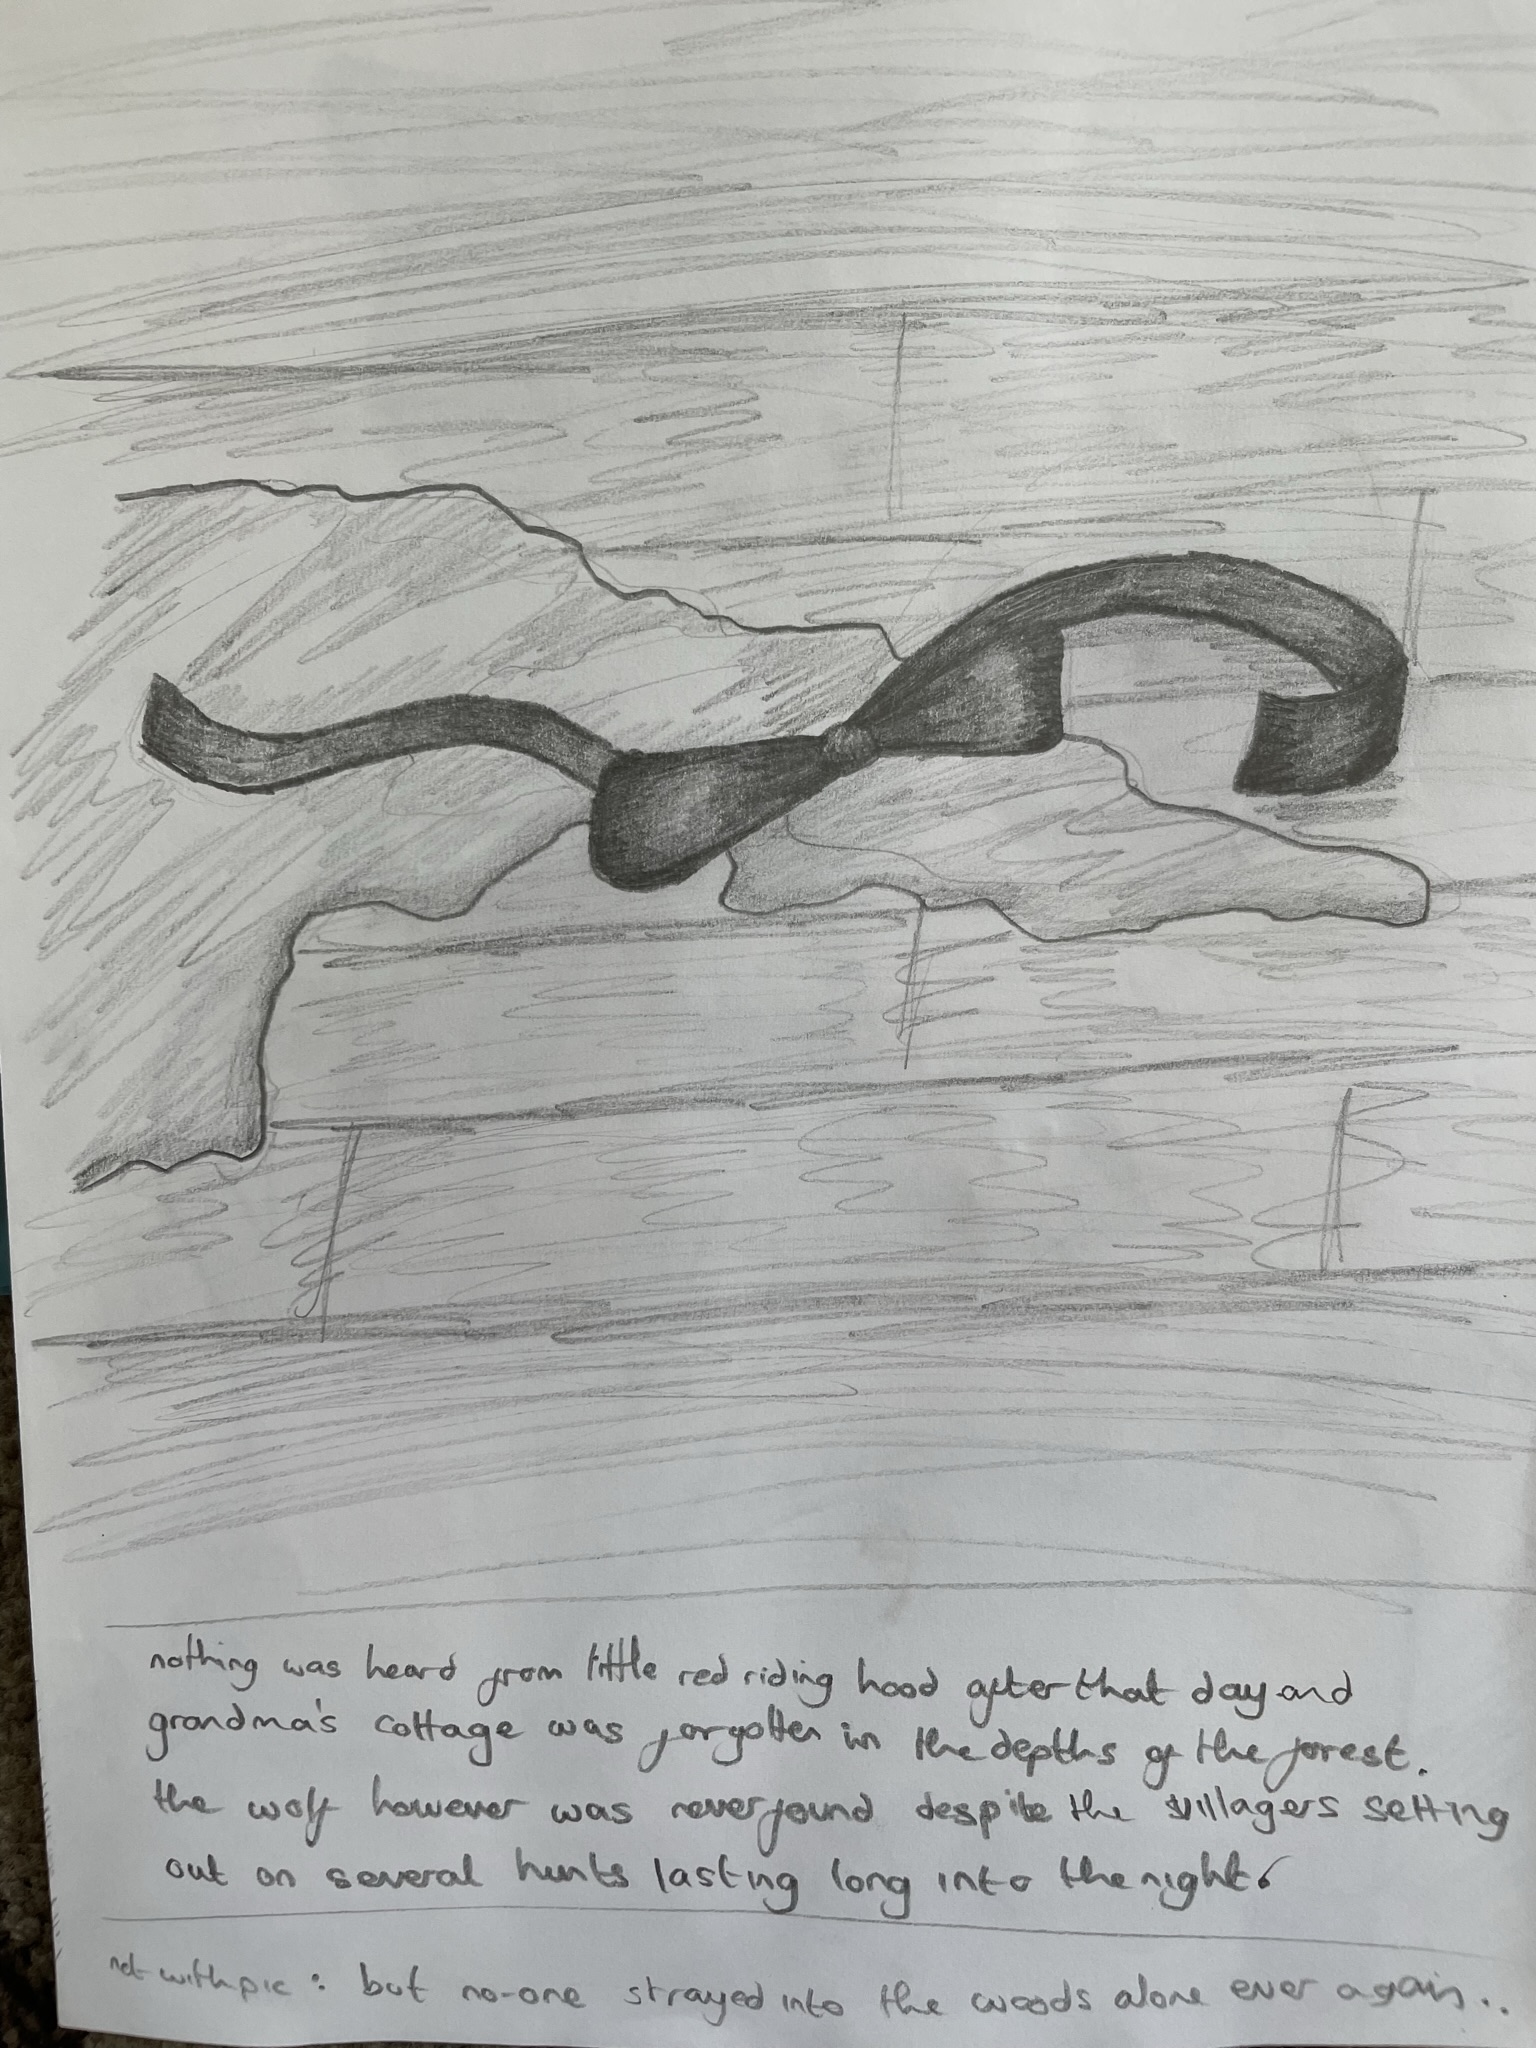 nothing was heard from little red riding hood after that day and
grandma's cottage was forgotten in the depths of the forest.
the wolf however was never found despite the villagers setting
out on several hunts lasting long into the night.
not with pic: but no-one strayed into the woods alone ever again..